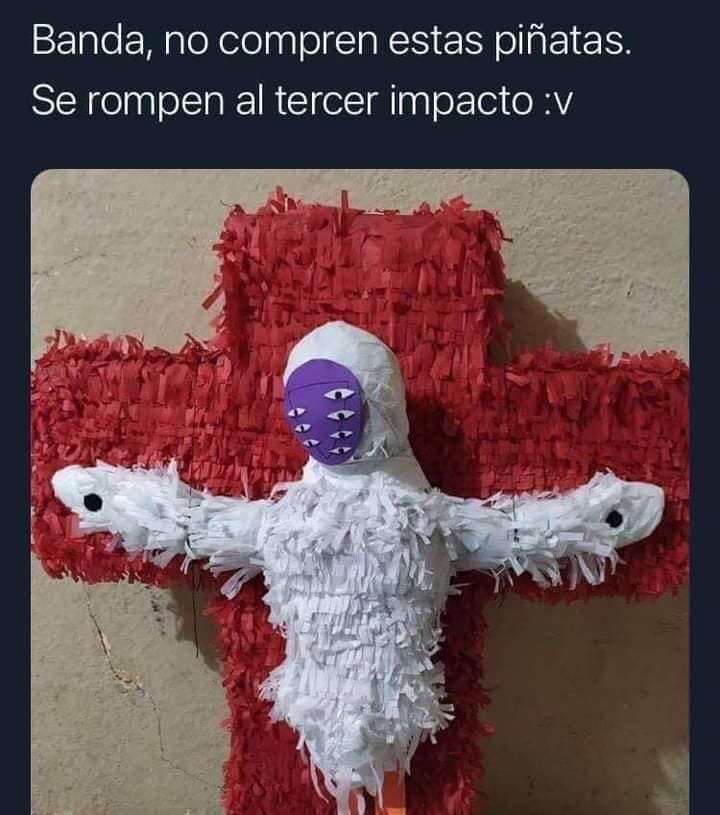 Banda, no compren estas piñatas.
Se rompen al tercer impacto :v